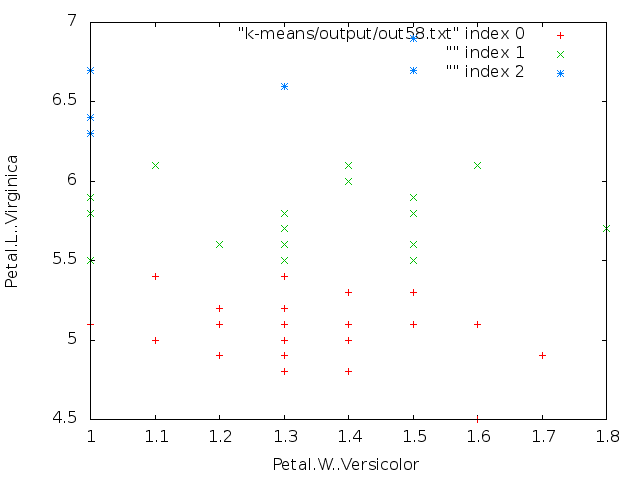 "k-means/output/out58.txt" index 0
"" index 1
"" index 2
7
6.5
6
5.5
5
4.5
Petal.L..Virginica
1 1.1 1.2 1.3 1.4 1.5 1.6 1.7 1.8
Petal.W..Versicolor